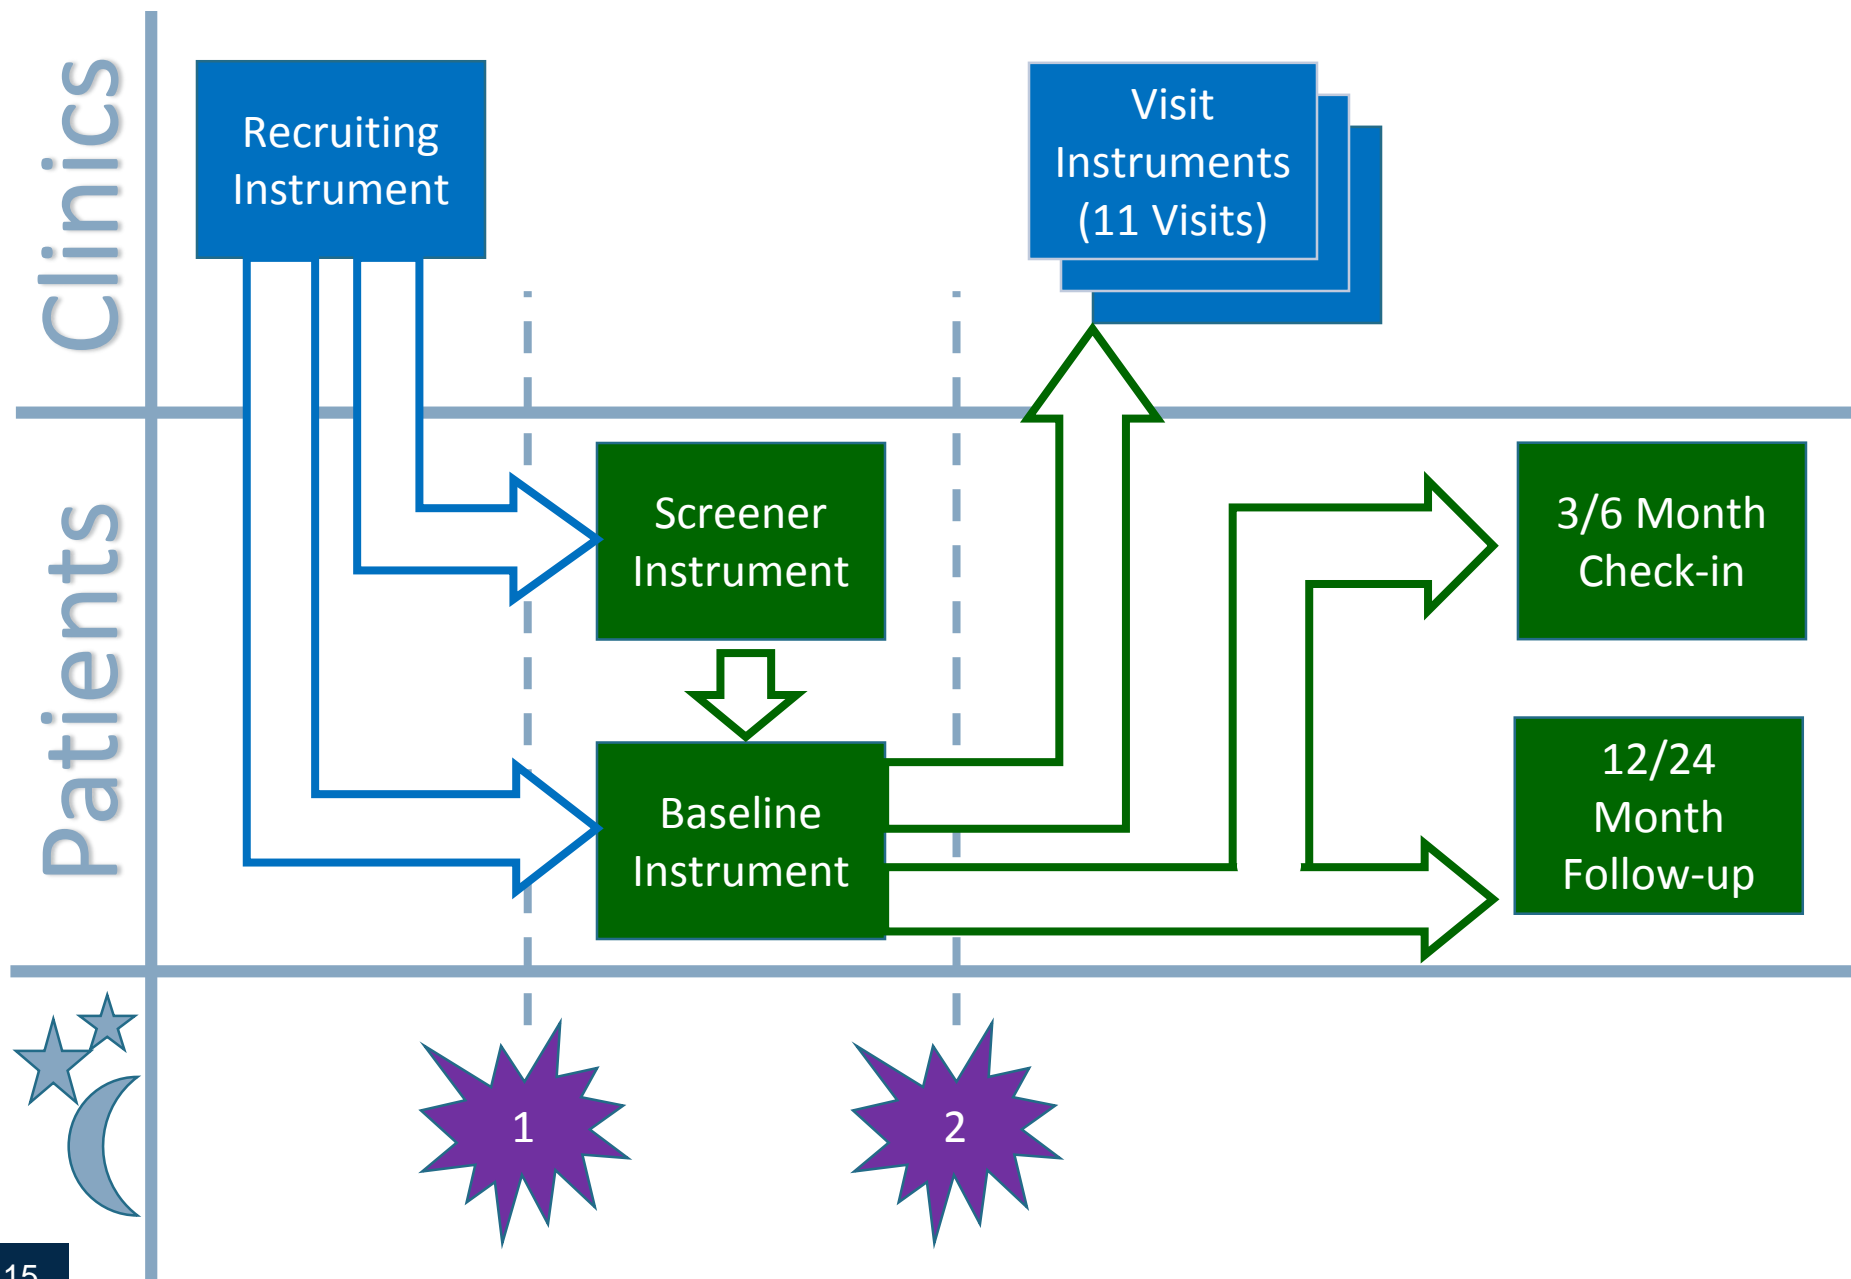 Clinics
Recruiting
Instrument
Visit
Instruments
(11 Visits)
Patients
Screener
Instrument
3/6 Month
Check-in
Baseline
Instrument
12/24
Month
Follow-up
1
2
15